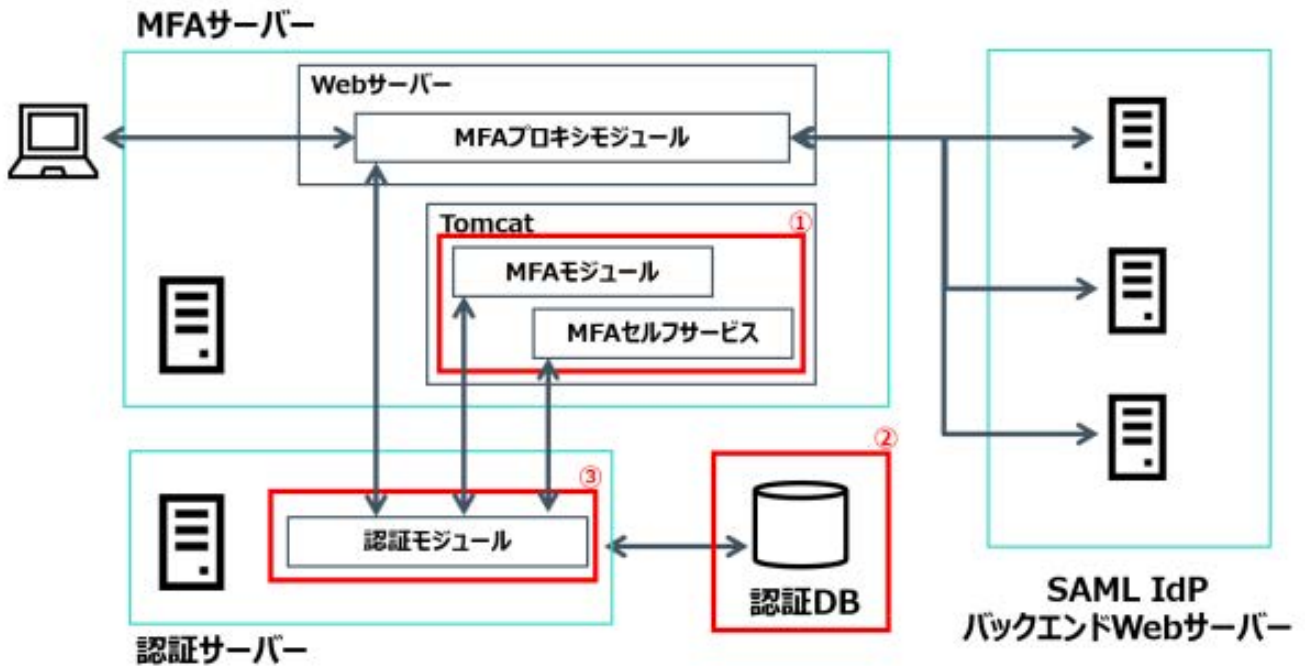 MFAサーバー
Webサーバー
MFAプロキシモジュール
Tomcat
①
MFAモジュール
MFAセルフサービス
②
③
認証モジュール
認証DB
認証サーバー
SAML IdP
バックエンドWebサーバー